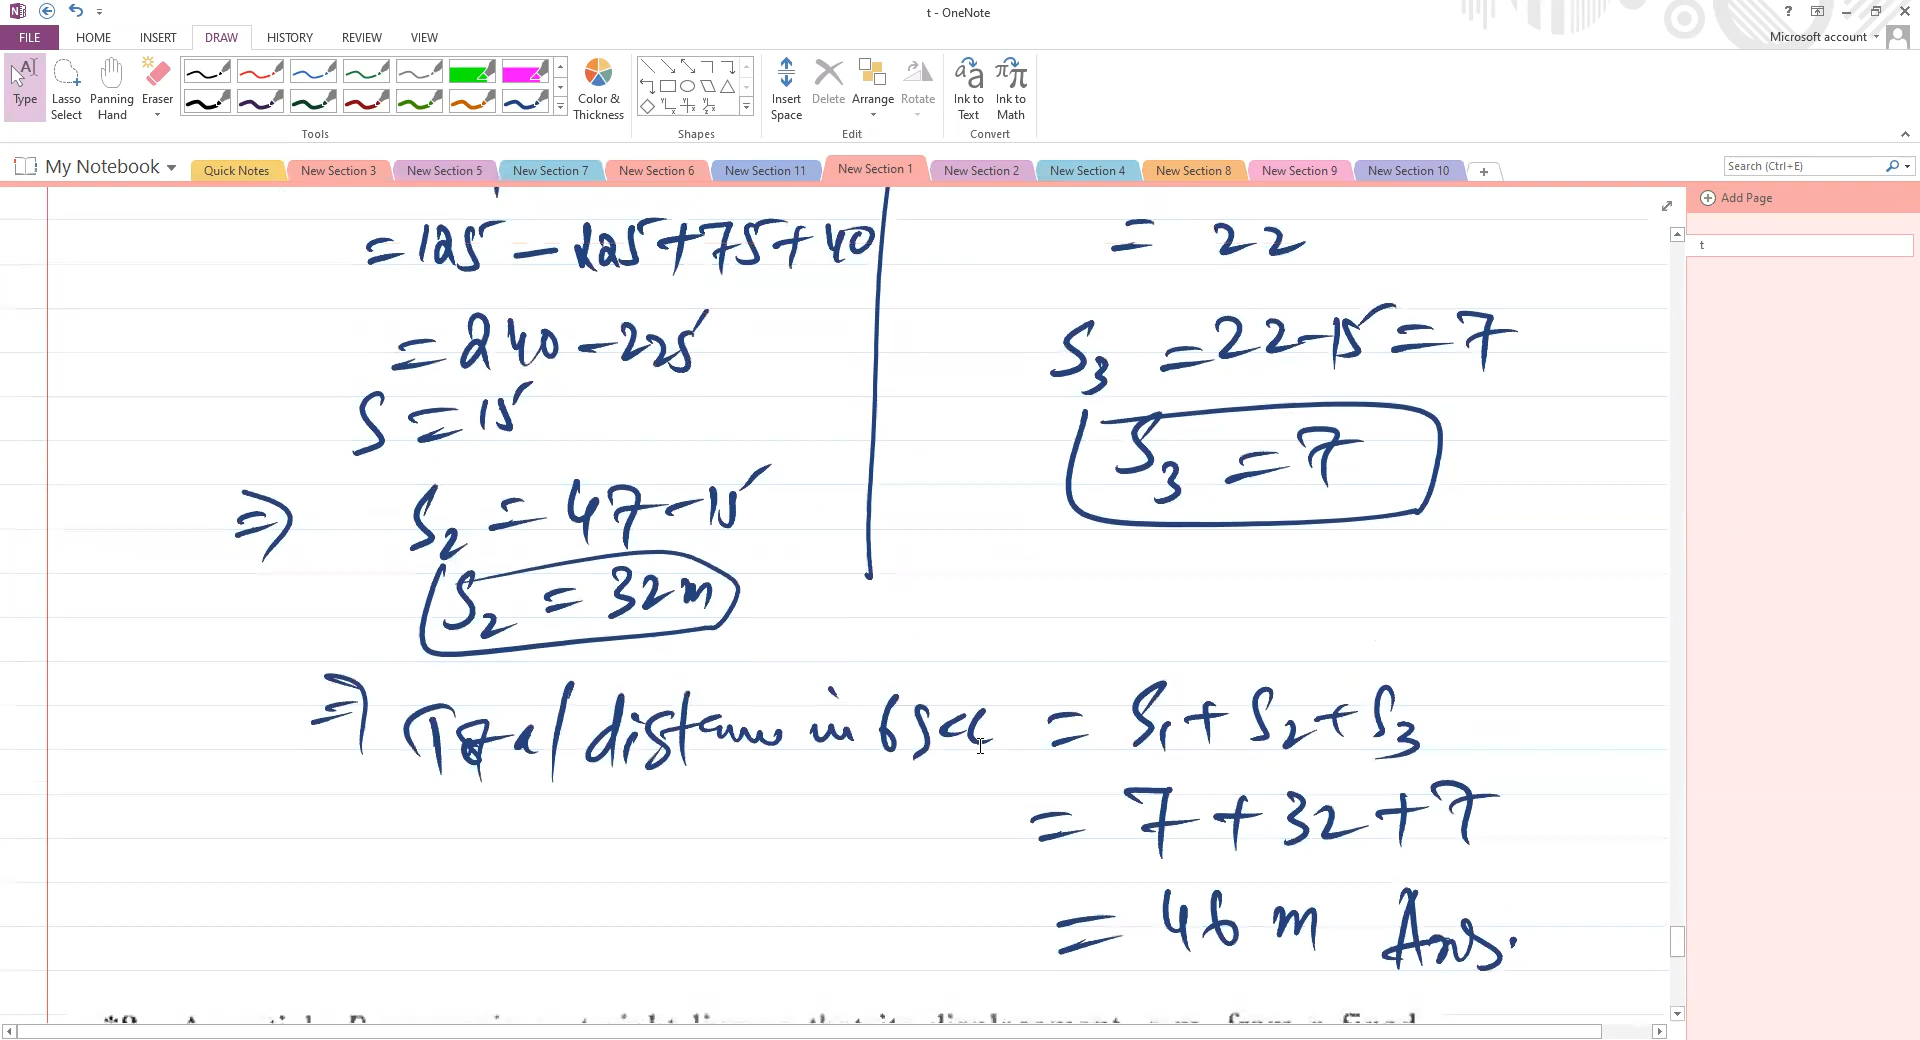 t - OneNote
?
Microsoft account
FILE HOME INSERT DRAW HISTORY REVIEW VIEW
Type
Lasso Select
Panning Hand
Eraser
Color & Thickness
Insert Space
Delete
Arrange
Rotate
Ink to Text
Ink to Math
Tools
Shapes
Edit
Convert
My Notebook
Quick Notes
New Section 3
New Section 5
New Section 7
New Section 6
New Section 11
New Section 1
New Section 2
New Section 4
New Section 8
New Section 9
New Section 10
Search (Ctrl+E)
Add Page
t
= 125 - 225 + 75 + 40
= 240 - 225
S = 15
⇒ S₂ = 47 - 15
S₂ = 32 m
= 22
S₃ = 22 - 15 = 7
S₃ = 7
⇒ Total distance in 6 sec = S₁ + S₂ + S₃
= 7 + 32 + 7
= 46 m Ans.